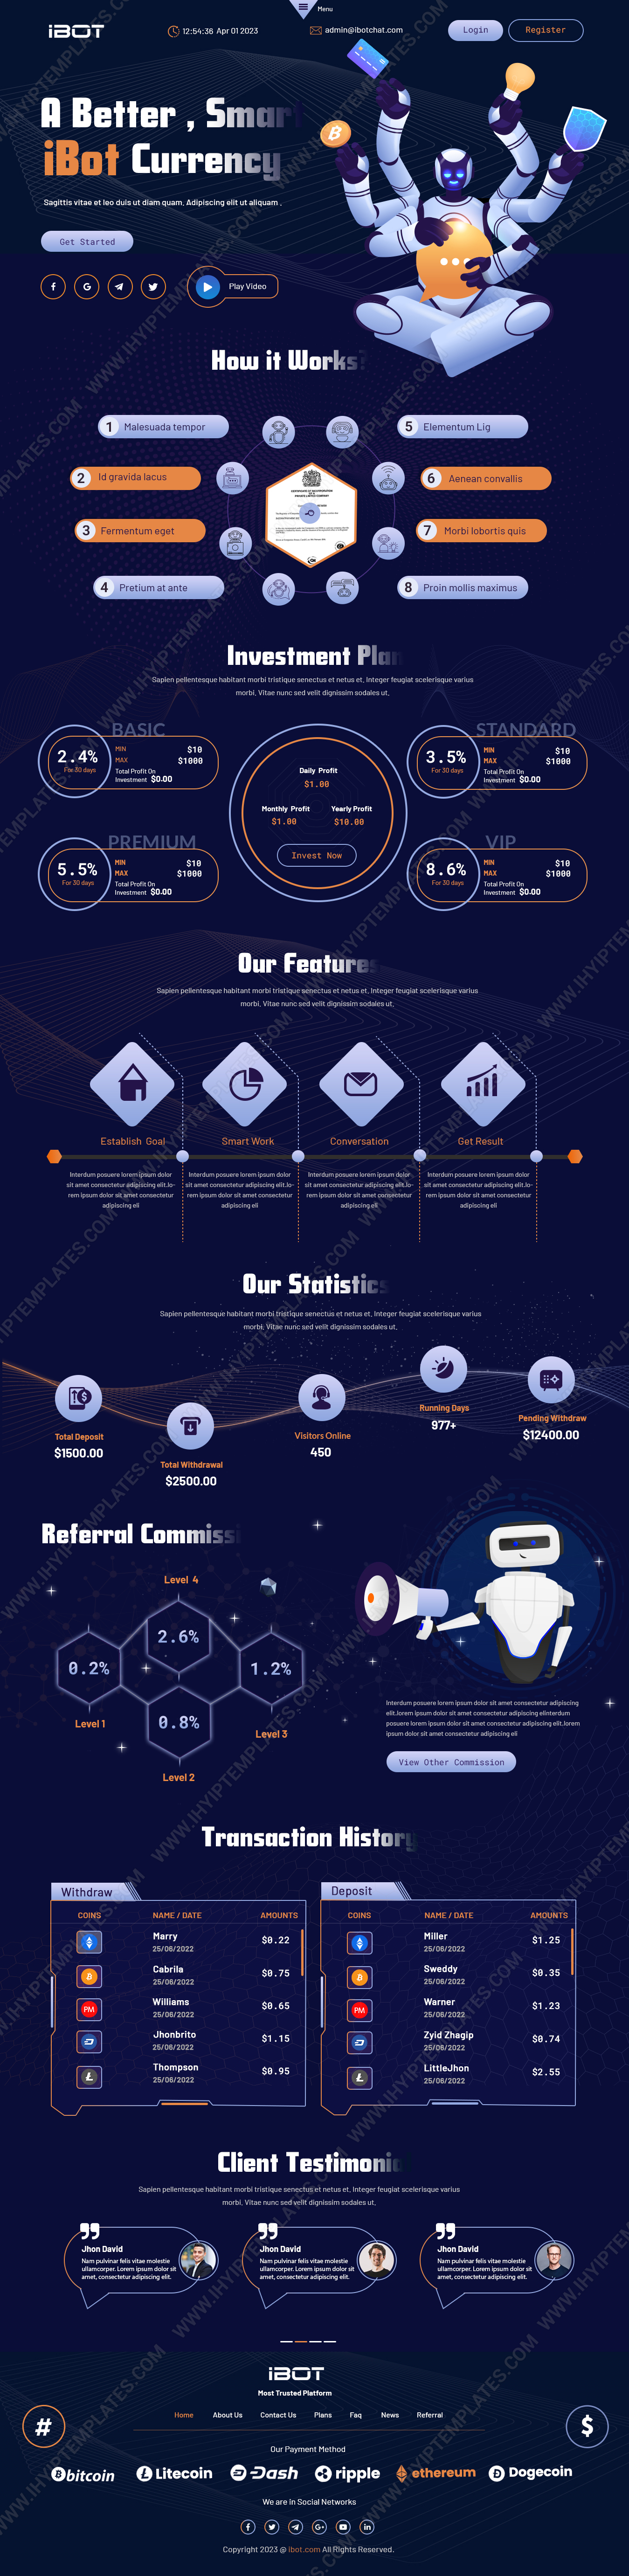 Menu
iBOT
12:54:36 Apr 01 2023
admin@ibotchat.com
Login
Register
A Better , Smart
iBot Currency
Sagittis vitae et leo duis ut diam quam. Adipiscing elit ut aliquam .
Get Started
Play Video
How it Works?
1 Malesuada tempor
2 Id gravida lacus
3 Fermentum eget
4 Pretium at ante
5 Elementum Lig
6 Aenean convallis
7 Morbi lobortis quis
8 Proin mollis maximus
CERTIFICATE OF INCORPORATION
OF A
PRIVATE LIMITED COMPANY
Investment Plan
Sapien pellentesque habitant morbi tristique senectus et netus et. Integer feugiat scelerisque varius
morbi. Vitae nunc sed velit dignissim sodales ut.
BASIC
2.4%
For 30 days
MIN $10
MAX $1000
Total Profit On
Investment $0.00
PREMIUM
5.5%
For 30 days
MIN $10
MAX $1000
Total Profit On
Investment $0.00
Daily Profit
$1.00
Monthly Profit
$1.00
Yearly Profit
$10.00
Invest Now
STANDARD
3.5%
For 30 days
MIN $10
MAX $1000
Total Profit On
Investment $0.00
VIP
8.6%
For 30 days
MIN $10
MAX $1000
Total Profit On
Investment $0.00
Our Features
Sapien pellentesque habitant morbi tristique senectus et netus et. Integer feugiat scelerisque varius
morbi. Vitae nunc sed velit dignissim sodales ut.
Establish Goal
Interdum posuere lorem ipsum dolor
sit amet consectetur adipiscing elit.lo-
rem ipsum dolor sit amet consectetur
adipiscing eli
Smart Work
Interdum posuere lorem ipsum dolor
sit amet consectetur adipiscing elit.lo-
rem ipsum dolor sit amet consectetur
adipiscing eli
Conversation
Interdum posuere lorem ipsum dolor
sit amet consectetur adipiscing elit.lo-
rem ipsum dolor sit amet consectetur
adipiscing eli
Get Result
Interdum posuere lorem ipsum dolor
sit amet consectetur adipiscing elit.lo-
rem ipsum dolor sit amet consectetur
adipiscing eli
Our Statistics
Sapien pellentesque habitant morbi tristique senectus et netus et. Integer feugiat scelerisque varius
morbi. Vitae nunc sed velit dignissim sodales ut.
Total Deposit
$1500.00
Total Withdrawal
$2500.00
Visitors Online
450
Running Days
977+
Pending Withdraw
$12400.00
Referral Commissi
Level 4
2.6%
0.2%
Level 1
1.2%
Level 3
0.8%
Level 2
Interdum posuere lorem ipsum dolor sit amet consectetur adipiscing
elit.lorem ipsum dolor sit amet consectetur adipiscing elinterdum
posuere lorem ipsum dolor sit amet consectetur adipiscing elit.lorem
ipsum dolor sit amet consectetur adipiscing eli
View Other Commission
Transaction History
Withdraw
COINS NAME / DATE AMOUNTS
Marry
25/06/2022
$0.22
Cabrila
25/06/2022
$0.75
PM
Williams
25/06/2022
$0.65
Jhonbrito
25/06/2022
$1.15
Thompson
25/06/2022
$0.95
Deposit
COINS NAME / DATE AMOUNTS
Miller
25/06/2022
$1.25
Sweddy
25/06/2022
$0.35
PM
Warner
25/06/2022
$1.23
Zyid Zhagip
25/06/2022
$0.74
LittleJhon
25/06/2022
$2.55
Client Testimonia
Sapien pellentesque habitant morbi tristique senectus et netus et. Integer feugiat scelerisque varius
morbi. Vitae nunc sed velit dignissim sodales ut.
Jhon David
Nam pulvinar felis vitae molestie
ullamcorper. Lorem ipsum dolor sit
amet, consectetur adipiscing elit.
Jhon David
Nam pulvinar felis vitae molestie
ullamcorper. Lorem ipsum dolor sit
amet, consectetur adipiscing elit.
Jhon David
Nam pulvinar felis vitae molestie
ullamcorper. Lorem ipsum dolor sit
amet, consectetur adipiscing elit.
iBOT
Most Trusted Platform
Home About Us Contact Us Plans Faq News Referral
#
$
Our Payment Method
bitcoin Litecoin Dash ripple ethereum Dogecoin
We are in Social Networks
Copyright 2023 @ ibot.com All Rights Reserved.
WWW.IHYIPTEMPLATES.COM